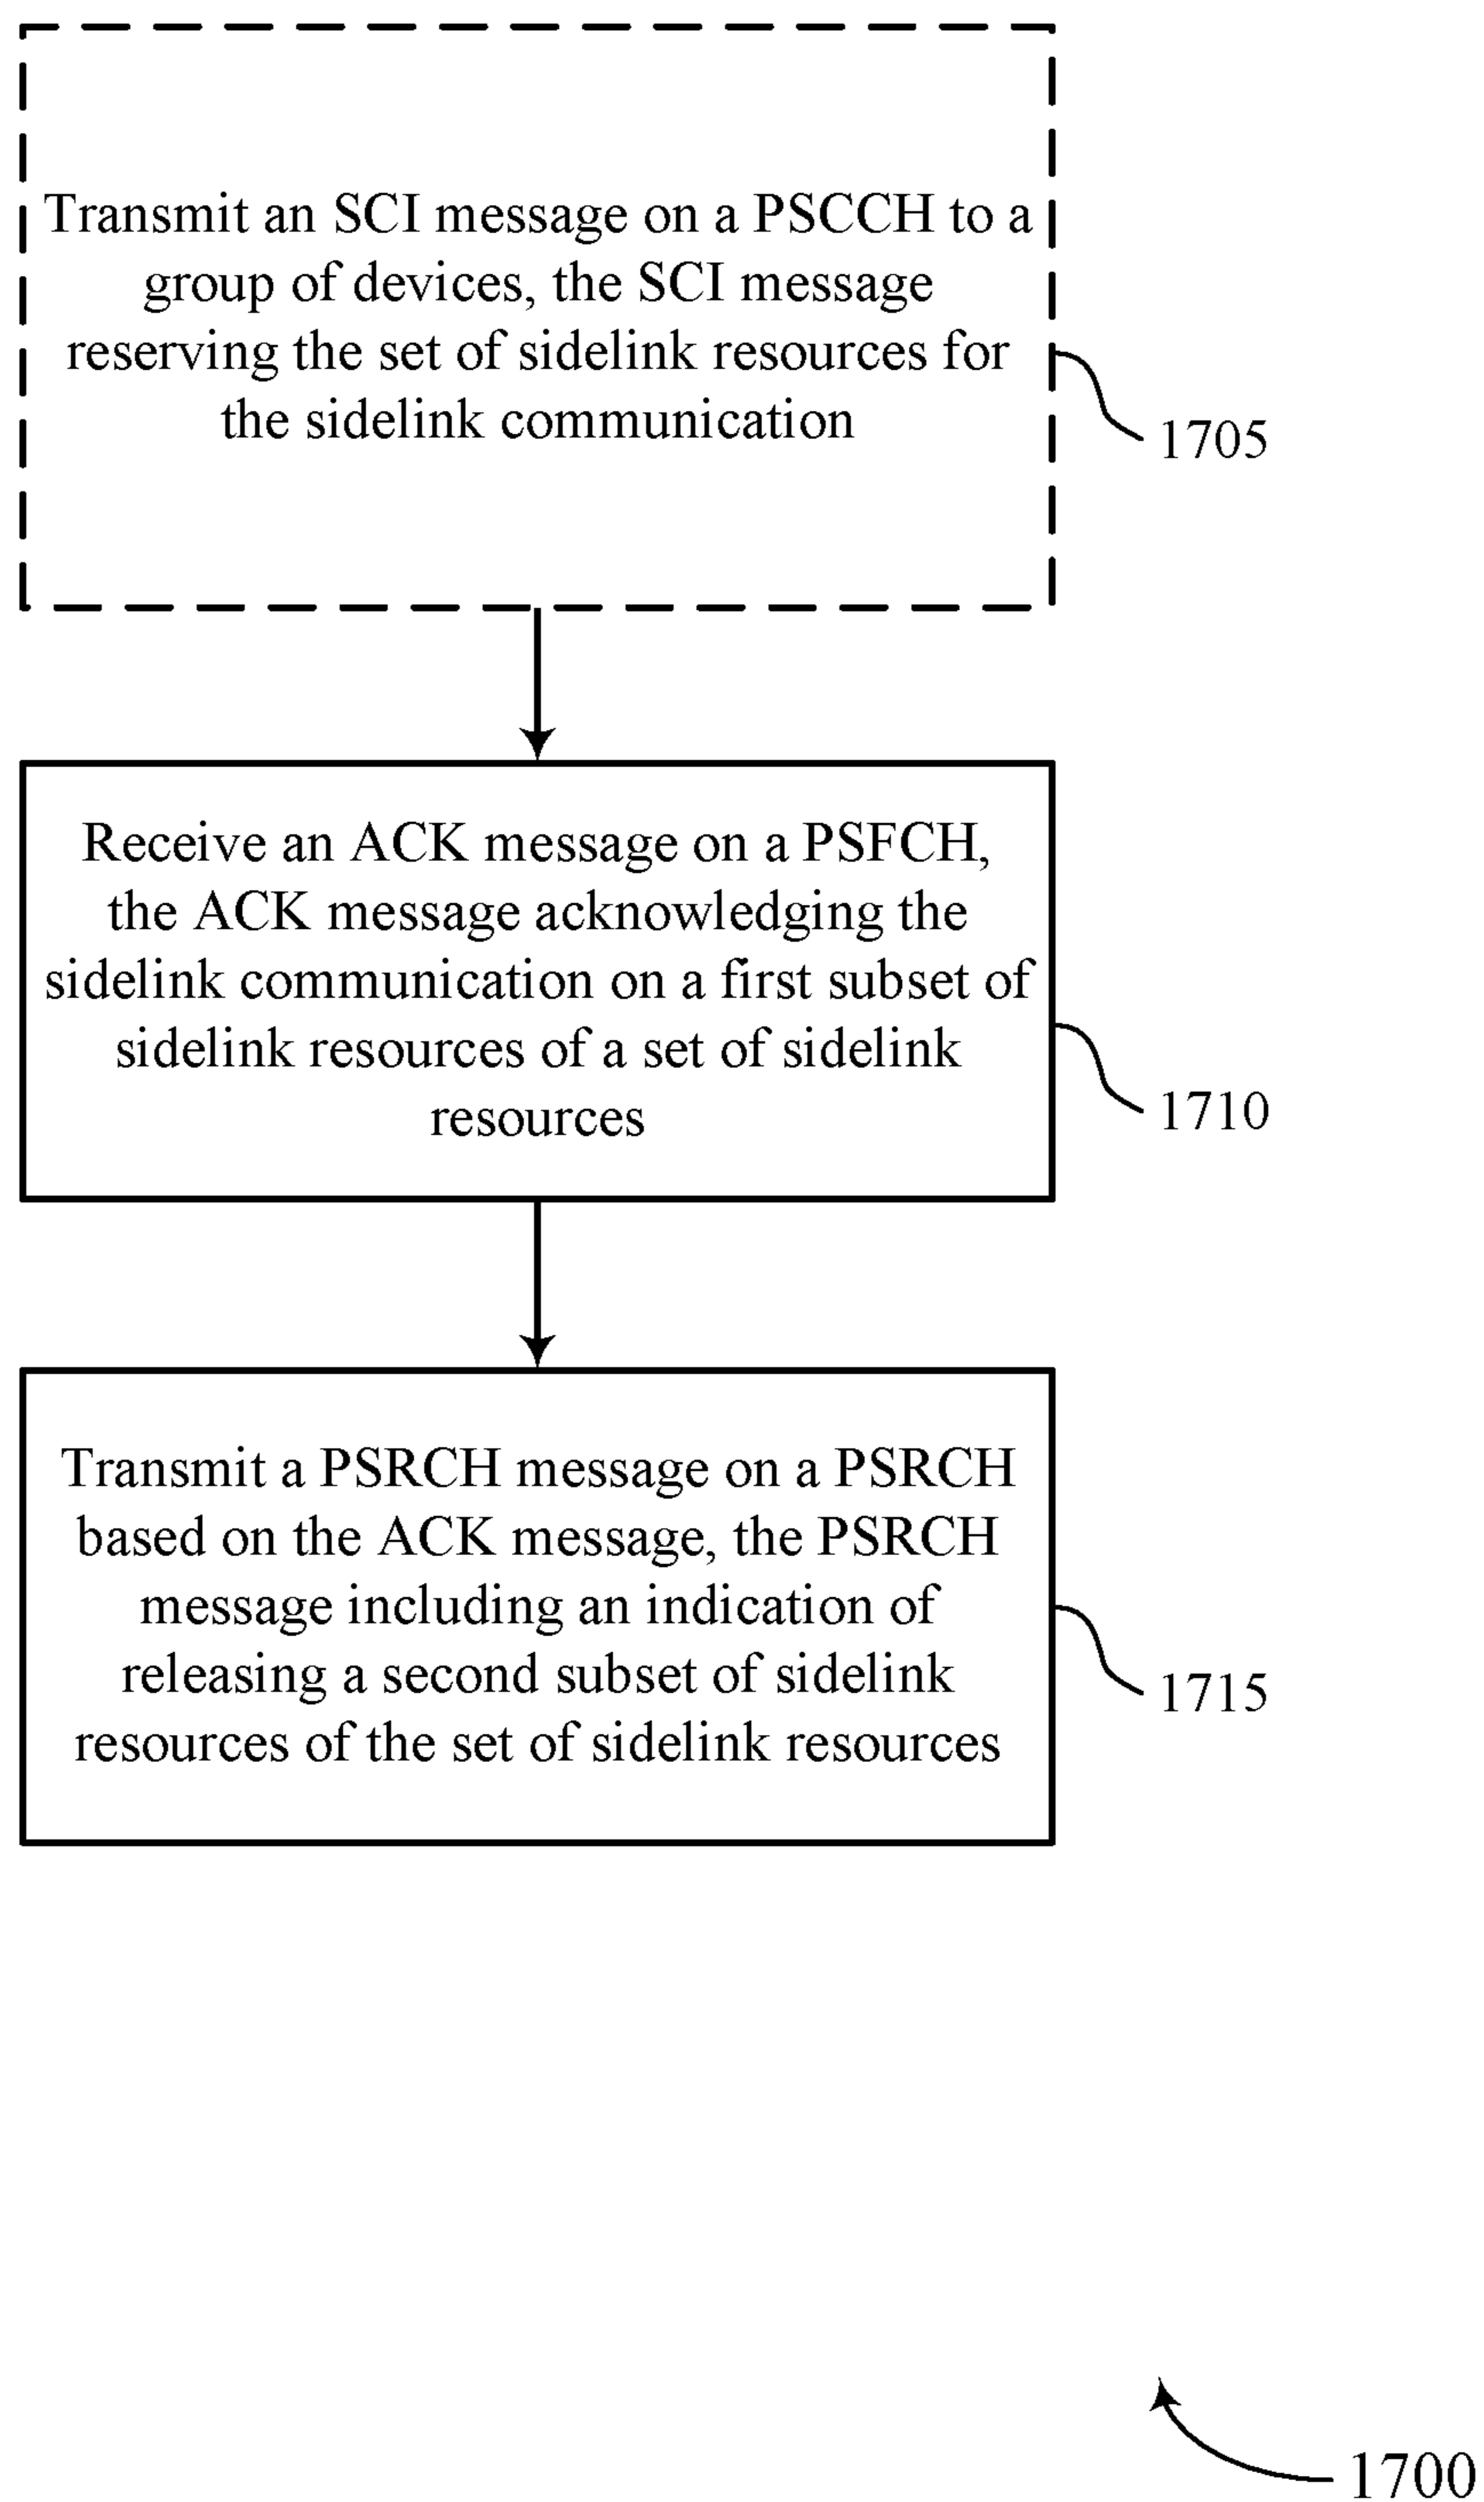 Transmit an SCI message on a PSCCH to a
group of devices, the SCI message
reserving the set of sidelink resources for
the sidelink communication
1705
Receive an ACK message on a PSFCH,
the ACK message acknowledging the
sidelink communication on a first subset of
sidelink resources of a set of sidelink
resources
1710
Transmit a PSRCH message on a PSRCH
based on the ACK message, the PSRCH
message including an indication of
releasing a second subset of sidelink
resources of the set of sidelink resources
1715
1700